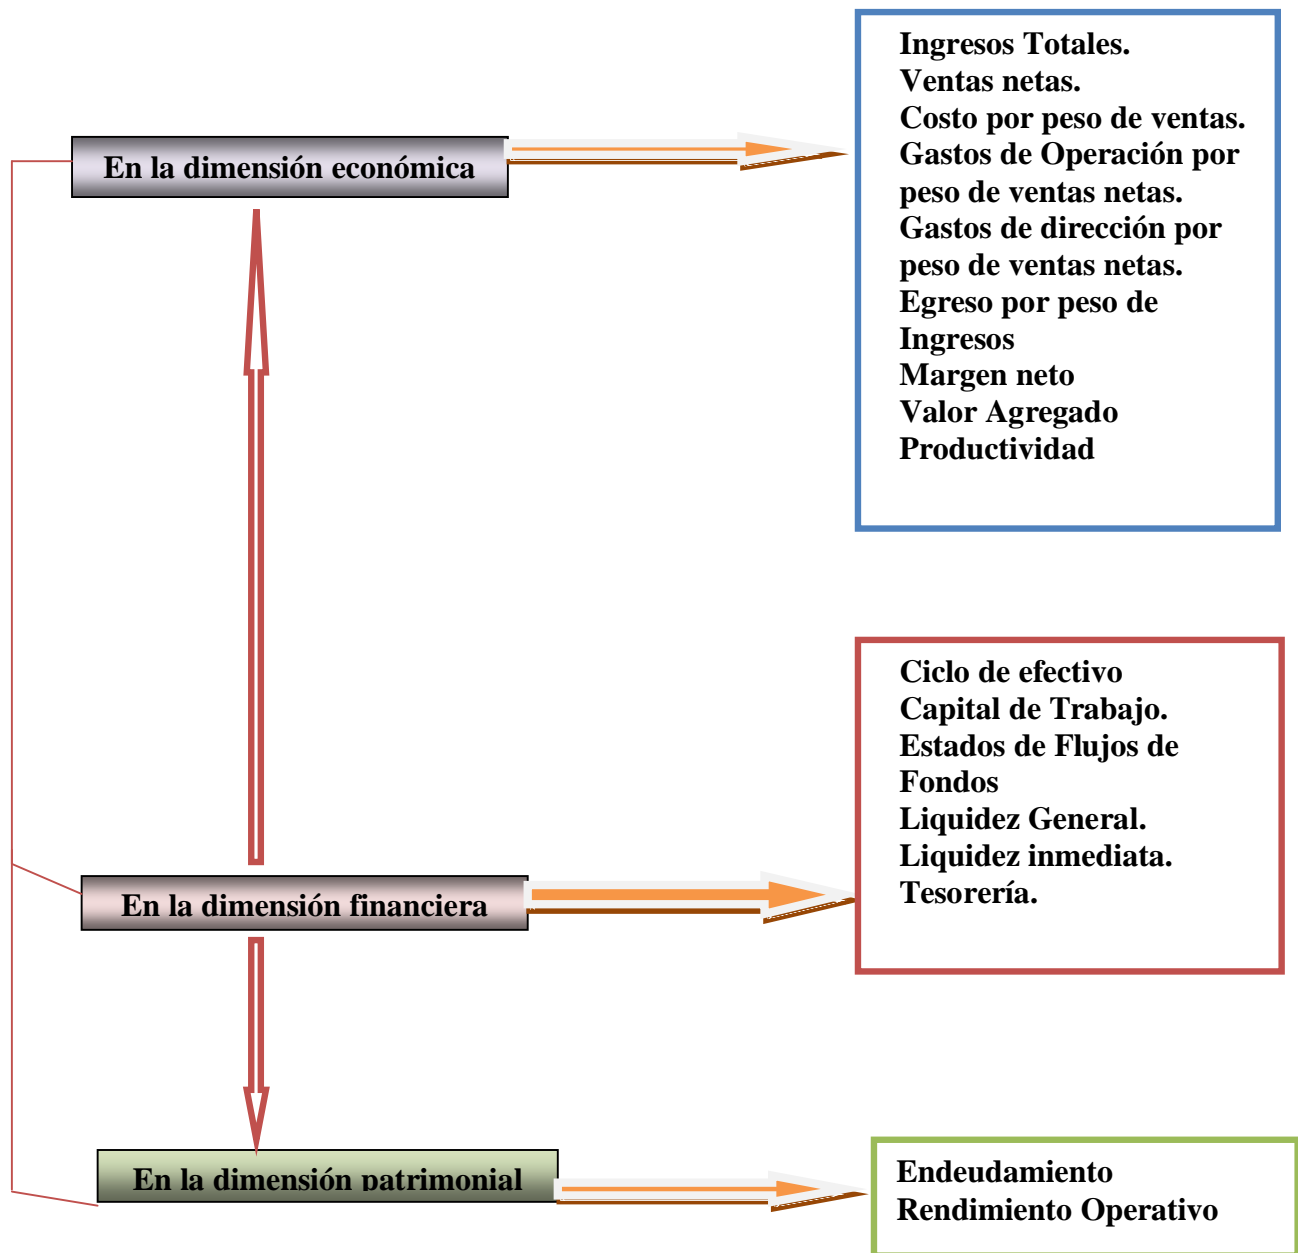 En la dimensión económica
Ingresos Totales.
Ventas netas.
Costo por peso de ventas.
Gastos de Operación por
peso de ventas netas.
Gastos de dirección por
peso de ventas netas.
Egreso por peso de
Ingresos
Margen neto
Valor Agregado
Productividad
En la dimensión financiera
Ciclo de efectivo
Capital de Trabajo.
Estados de Flujos de
Fondos
Liquidez General.
Liquidez inmediata.
Tesorería.
En la dimensión patrimonial
Endeudamiento
Rendimiento Operativo